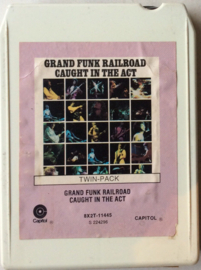 GRAND FUNK RAILROAD
CAUGHT IN THE ACT
TWIN-PACK
GRAND FUNK RAILROAD
CAUGHT IN THE ACT
Capitol
8X2T-11445
CAPITOL